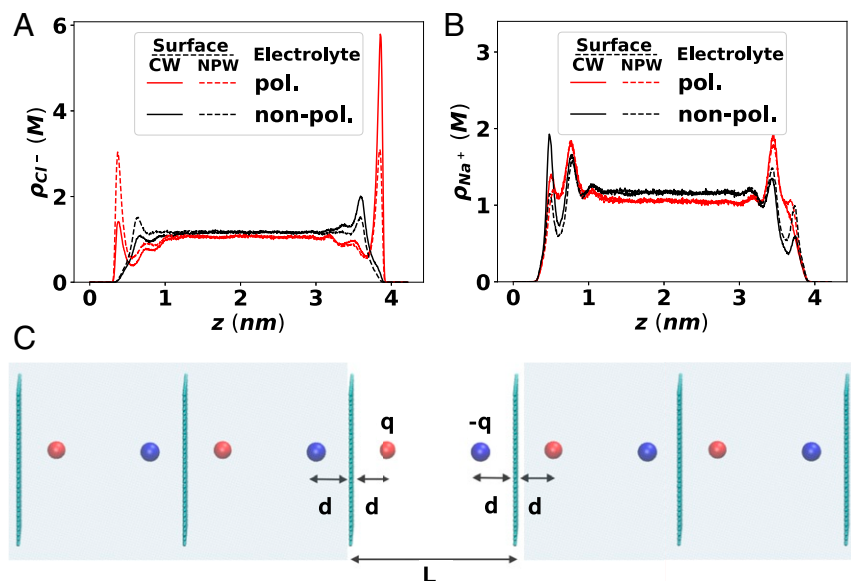 A
B
ρCl⁻ (M)
6
4
2
0
Surface Electrolyte
CW NPW
pol.
non-pol.
0 1 2 3 4
z (nm)
ρNa⁺ (M)
3
2
1
0
Surface Electrolyte
CW NPW
pol.
non-pol.
0 1 2 3 4
z (nm)
C
q -q
d d d d
L